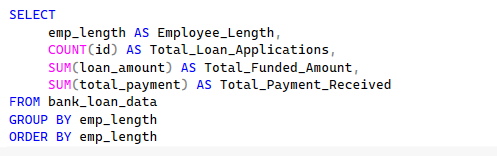 SELECT
emp_length AS Employee_Length,
COUNT(id) AS Total_Loan_Applications,
SUM(loan_amount) AS Total_Funded_Amount,
SUM(total_payment) AS Total_Payment_Received
FROM bank_loan_data
GROUP BY emp_length
ORDER BY emp_length